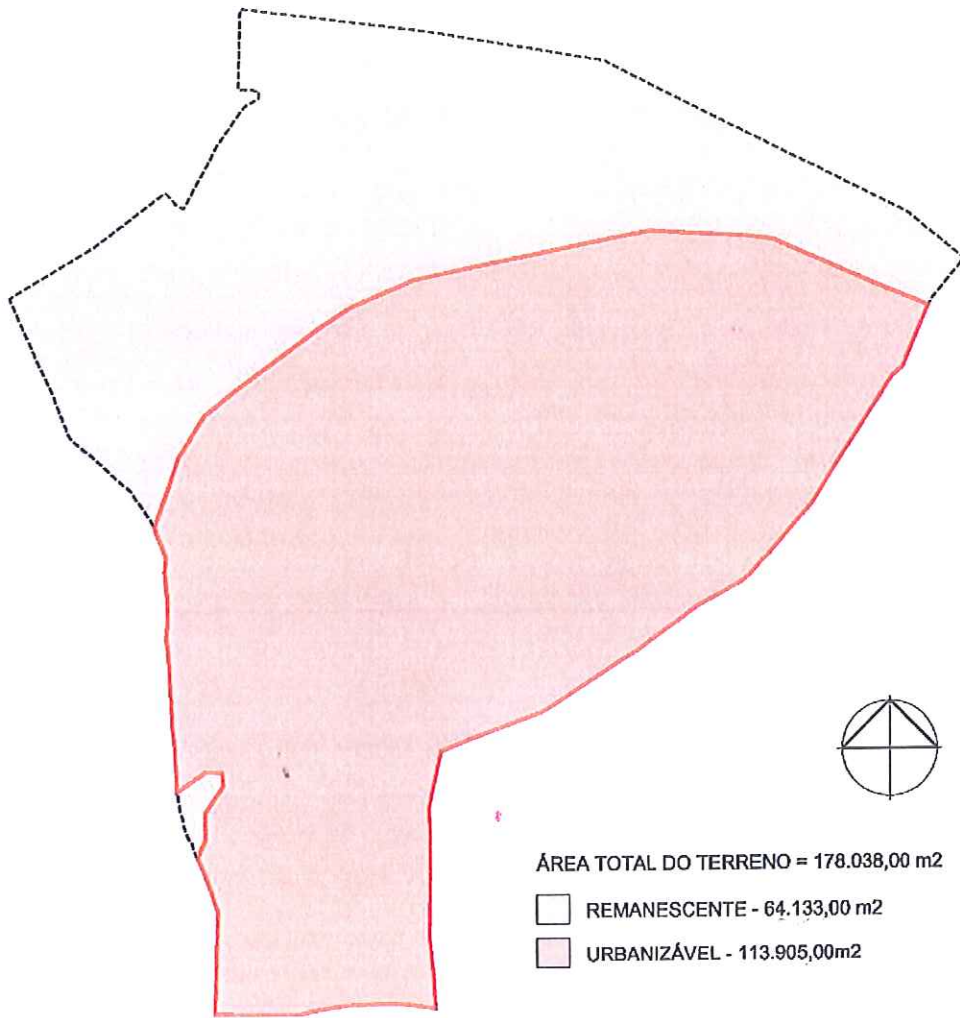 ÁREA TOTAL DO TERRENO = 178.038,00 m2
REMANESCENTE - 64.133,00 m2
URBANIZÁVEL - 113.905,00m2